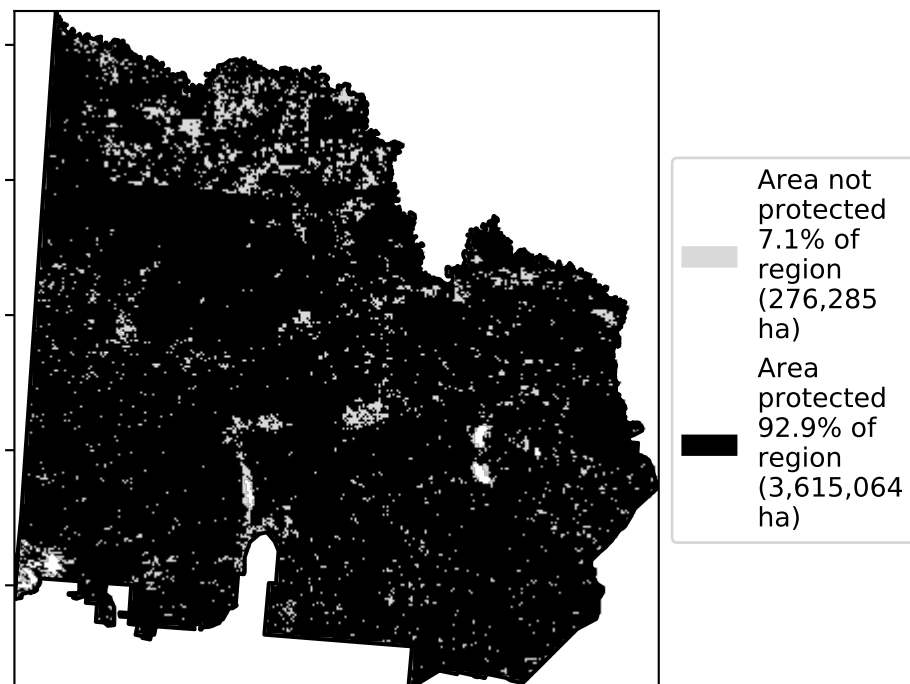 Area not
protected
7.1% of
region
(276,285
ha)
Area
protected
92.9% of
region
(3,615,064
ha)